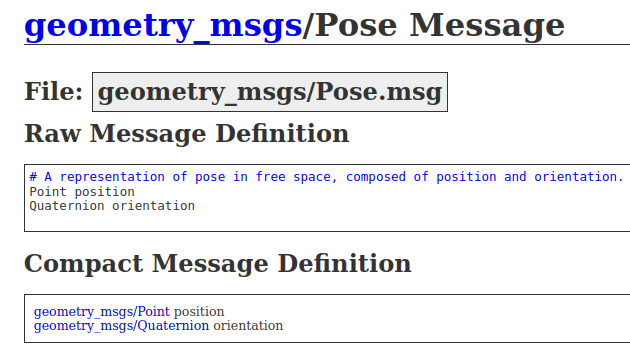 geometry_msgs/Pose Message
File: geometry_msgs/Pose.msg
Raw Message Definition
# A representation of pose in free space, composed of position and orientation.
Point position
Quaternion orientation
Compact Message Definition
geometry_msgs/Point position
geometry_msgs/Quaternion orientation